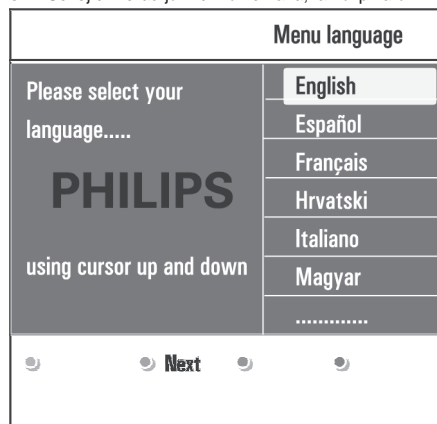 Menu language
Please select your
language.....
PHILIPS
using cursor up and down
English
Español
Français
Hrvatski
Italiano
Magyar
.............
Next